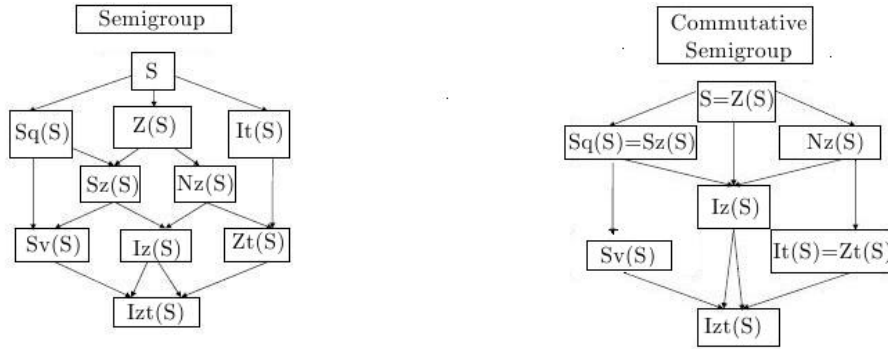 Semigroup
S
Sq(S)
Z(S)
It(S)
Sz(S)
Nz(S)
Sv(S)
Iz(S)
Zt(S)
Izt(S)
Commutative
Semigroup
S=Z(S)
Sq(S)=Sz(S)
Nz(S)
Iz(S)
Sv(S)
It(S)=Zt(S)
Izt(S)